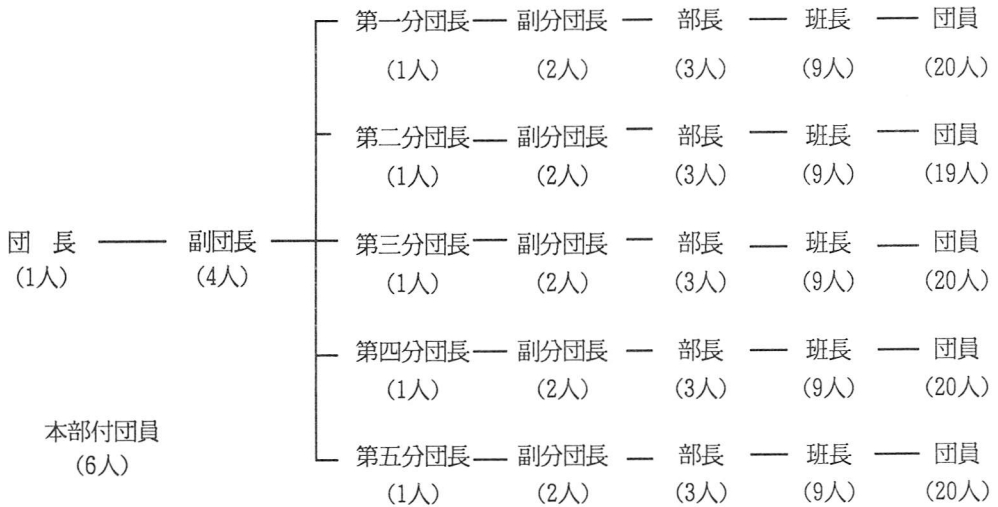 第一分団長 副分団長 部長 班長 団員
(1人) (2人) (3人) (9人) (20人)
第二分団長 副分団長 部長 班長 団員
(1人) (2人) (3人) (9人) (19人)
団 長 副団長 第三分団長 副分団長 部長 班長 団員
(1人) (4人) (1人) (2人) (3人) (9人) (20人)
第四分団長 副分団長 部長 班長 団員
(1人) (2人) (3人) (9人) (20人)
本部付団員
(6人)
第五分団長 副分団長 部長 班長 団員
(1人) (2人) (3人) (9人) (20人)